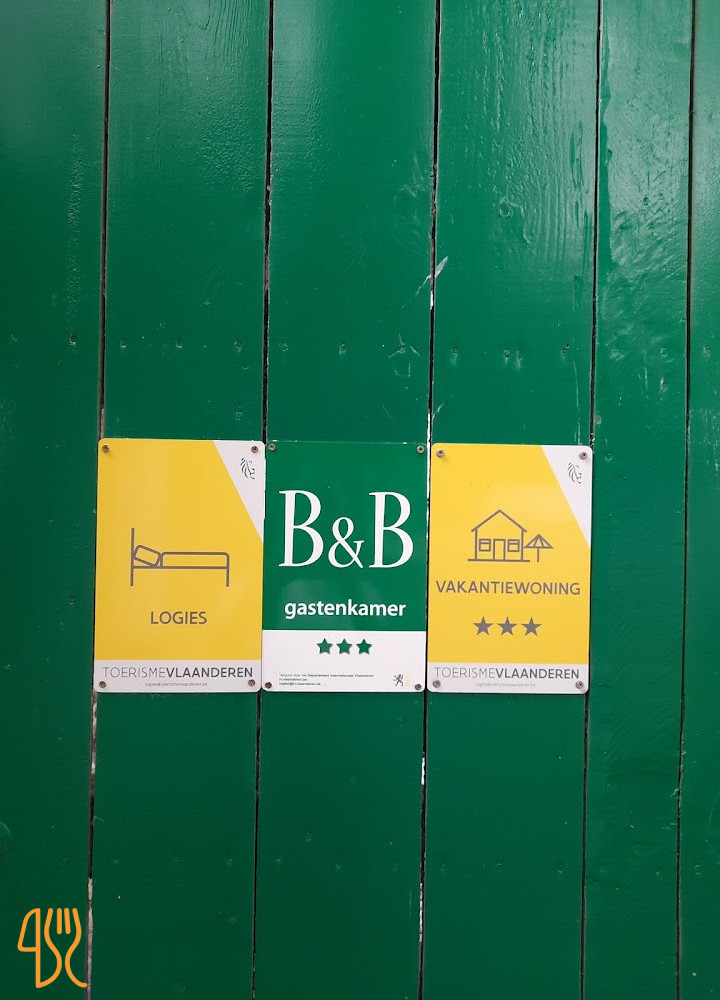 LOGIES
TOERISMEVLAANDEREN
B&B
gastenkamer
VAKANTIEWONING
TOERISMEVLAANDEREN